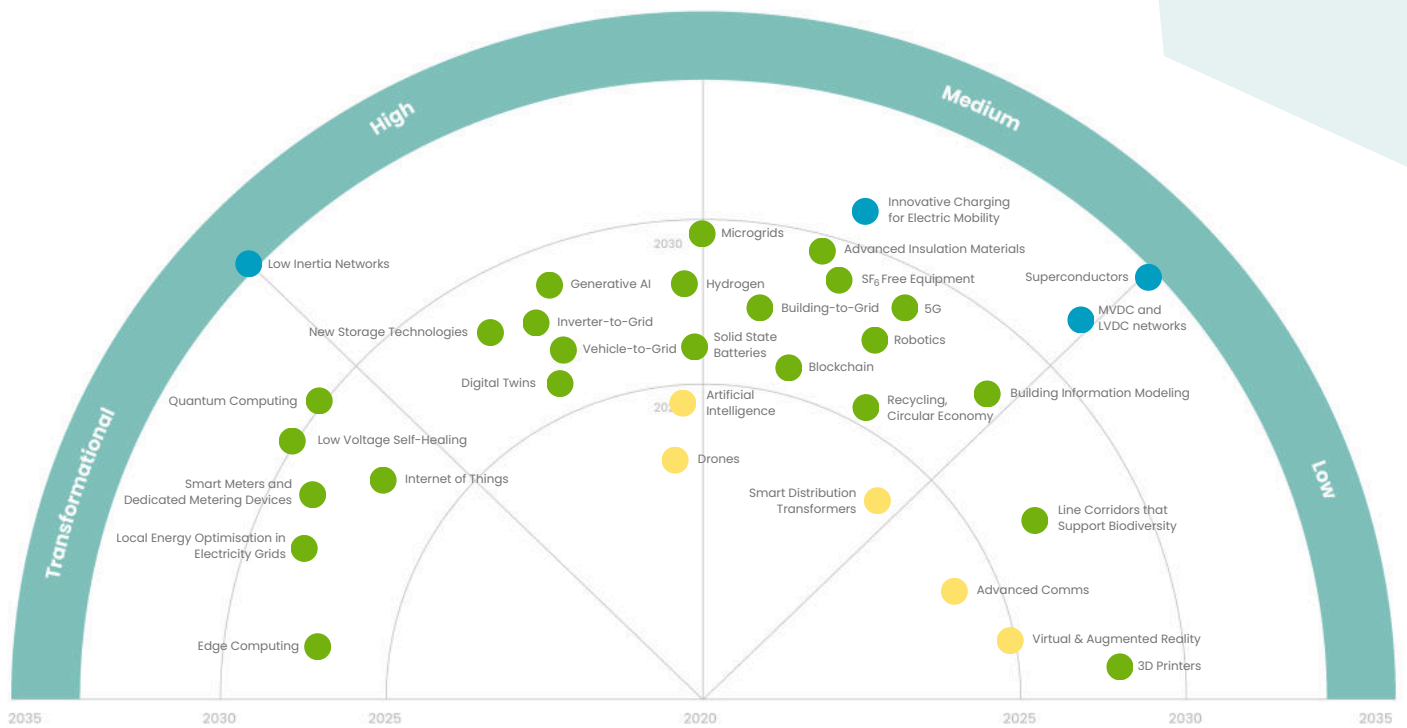 High
Medium
Innovative Charging
for Electric Mobility
2030
Microgrids
Advanced Insulation Materials
Low Inertia Networks
Generative AI
Hydrogen
SF6 Free Equipment
Superconductors
New Storage Technologies
Inverter-to-Grid
Building-to-Grid
5G
MVDC and
LVDC networks
Vehicle-to-Grid
Solid State
Batteries
Robotics
Digital Twins
Blockchain
Quantum Computing
Artificial
Intelligence
Recycling,
Circular Economy
Building Information Modeling
Transformational
Low Voltage Self-Healing
Drones
Low
Smart Meters and
Dedicated Metering Devices
Internet of Things
Smart Distribution
Transformers
Line Corridors that
Support Biodiversity
Local Energy Optimisation in
Electricity Grids
Advanced Comms
Edge Computing
Virtual & Augmented Reality
3D Printers
2035
2030
2025
2020
2025
2030
2035